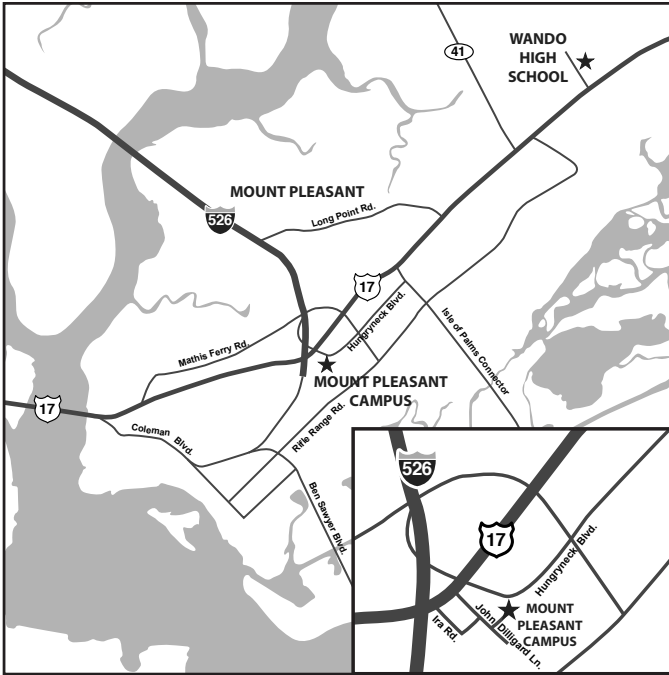 41
WANDO
HIGH
SCHOOL
MOUNT PLEASANT
526
Long Point Rd.
17
Hungryneck Blvd.
Isle of Palms Connector
Mathis Ferry Rd.
MOUNT PLEASANT
CAMPUS
17
Coleman Blvd.
Rifle Range Rd.
Ben Sawyer Blvd.
526
17
Hungryneck Blvd.
MOUNT
PLEASANT
CAMPUS
Ira Rd.
John Dilligard Ln.